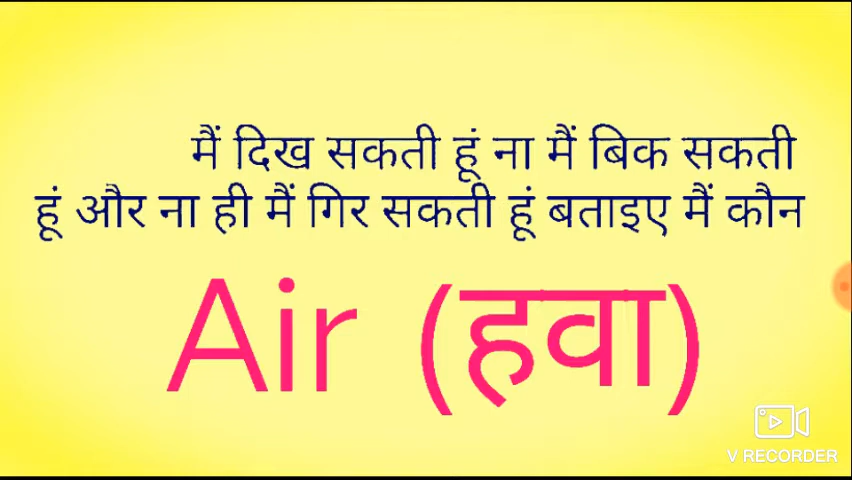 मैं दिख सकती हूं ना मैं बिक सकती
हूं और ना ही मैं गिर सकती हूं बताइए मैं कौन
Air (हवा)
V RECORDER